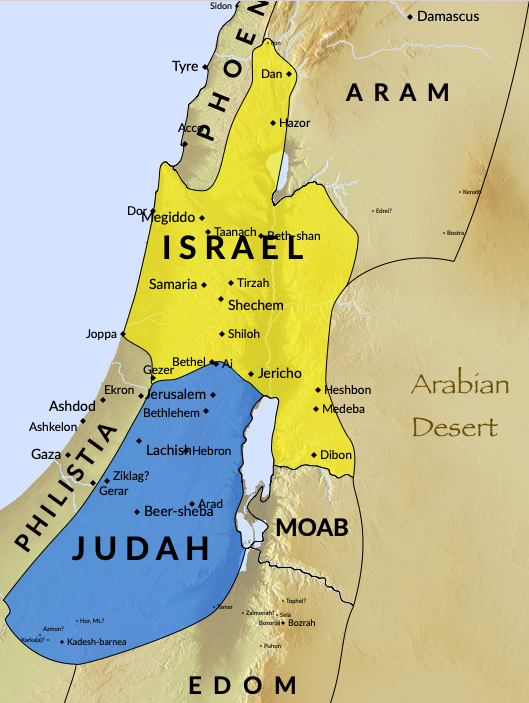 Sidon
Damascus
PHOEN
Ijon
Tyre
Dan
ARAM
Hazor
Acco
Kenath
Dor
Megiddo
Edrei?
Taanach
Beth-shan
Bostra
ISRAEL
Samaria
Tirzah
Shechem
Joppa
Shiloh
Bethel
Ai
Gezer
Jericho
Arabian
Desert
Ekron
Jerusalem
Heshbon
Ashdod
Bethlehem
Medeba
Ashkelon
PHILISTIA
Lachish
Hebron
Gaza
Dibon
Ziklag?
Gerar
Arad
Beer-sheba
MOAB
JUDAH
Tophel?
Tamar
Zalmonah?
Sela
Hor, Mt.?
Bosor(a)
Bozrah
Azmon?
Karka(a)?
Kadesh-barnea
Punon
EDOM